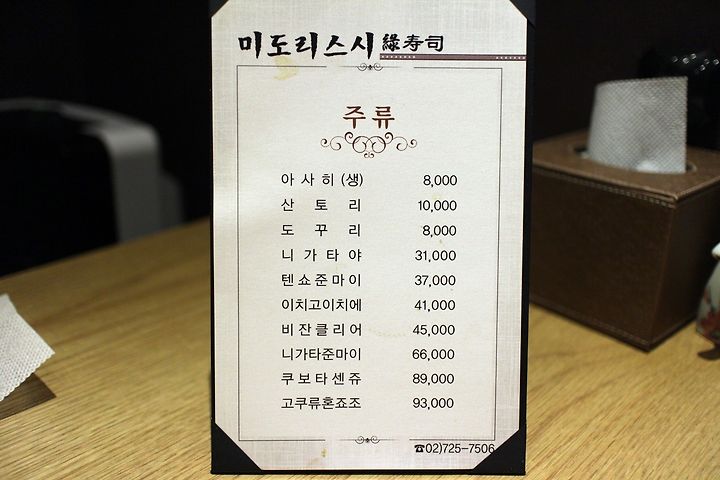 미도리스시 綠寿司
주류
아사히(생) 8,000
산토리 10,000
도꾸리 8,000
니가타야 31,000
텐쇼준마이 37,000
이치고이치에 41,000
비잔클리어 45,000
니가타준마이 66,000
쿠보타센쥬 89,000
고쿠류혼죠조 93,000
☎02)725-7506